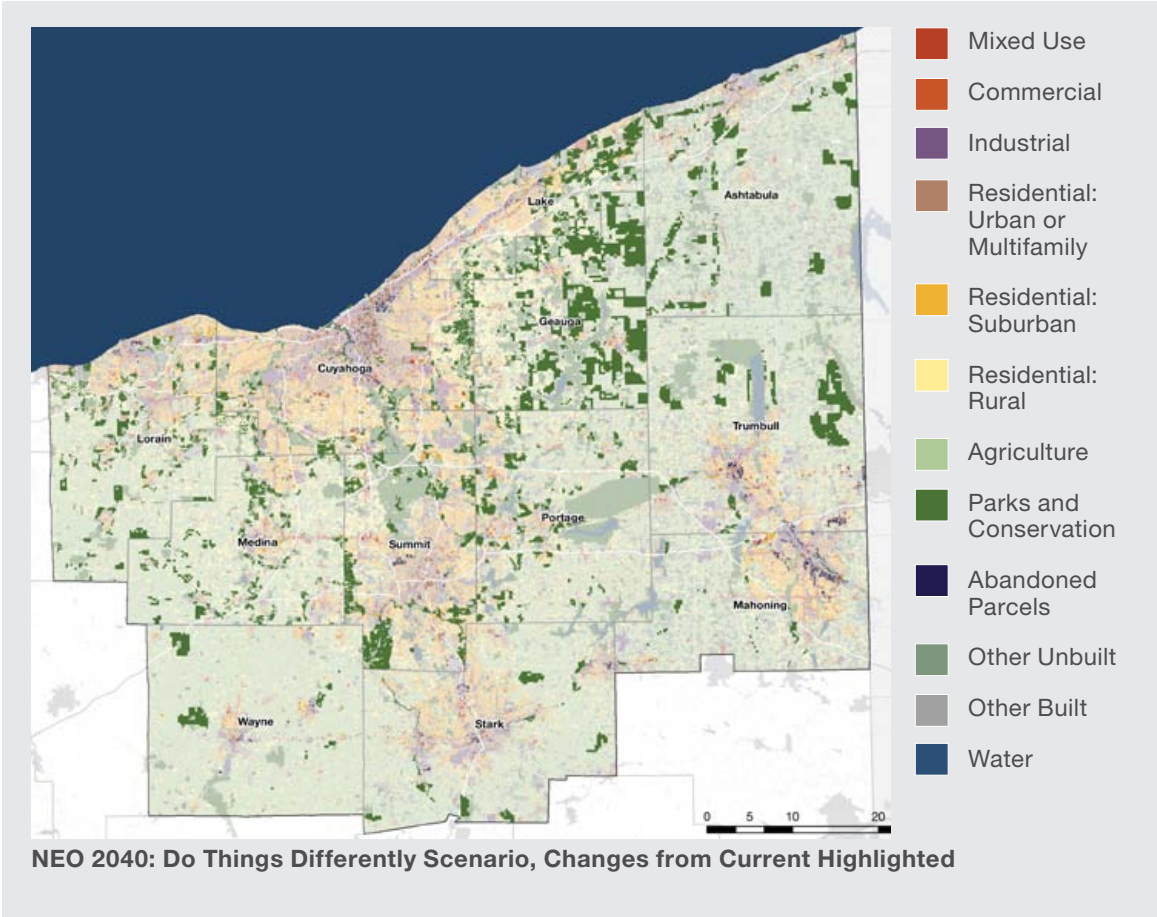 Mixed Use
Commercial
Industrial
Residential:
Urban or
Multifamily
Residential:
Suburban
Residential:
Rural
Agriculture
Parks and
Conservation
Abandoned
Parcels
Other Unbuilt
Other Built
Water
Ashtabula
Lake
Geauga
Cuyahoga
Trumbull
Lorain
Portage
Medina
Summit
Mahoning
Wayne
Stark
0 5 10 20
NEO 2040: Do Things Differently Scenario, Changes from Current Highlighted